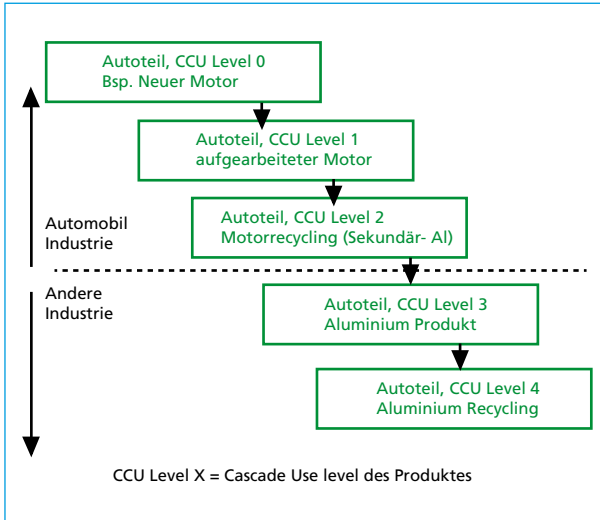 Autoteil, CCU Level 0
Bsp. Neuer Motor
Autoteil, CCU Level 1
aufgearbeiteter Motor
Autoteil, CCU Level 2
Motorrecycling (Sekundär- Al)
Automobil
Industrie
Andere
Industrie
Autoteil, CCU Level 3
Aluminium Produkt
Autoteil, CCU Level 4
Aluminium Recycling
CCU Level X = Cascade Use level des Produktes